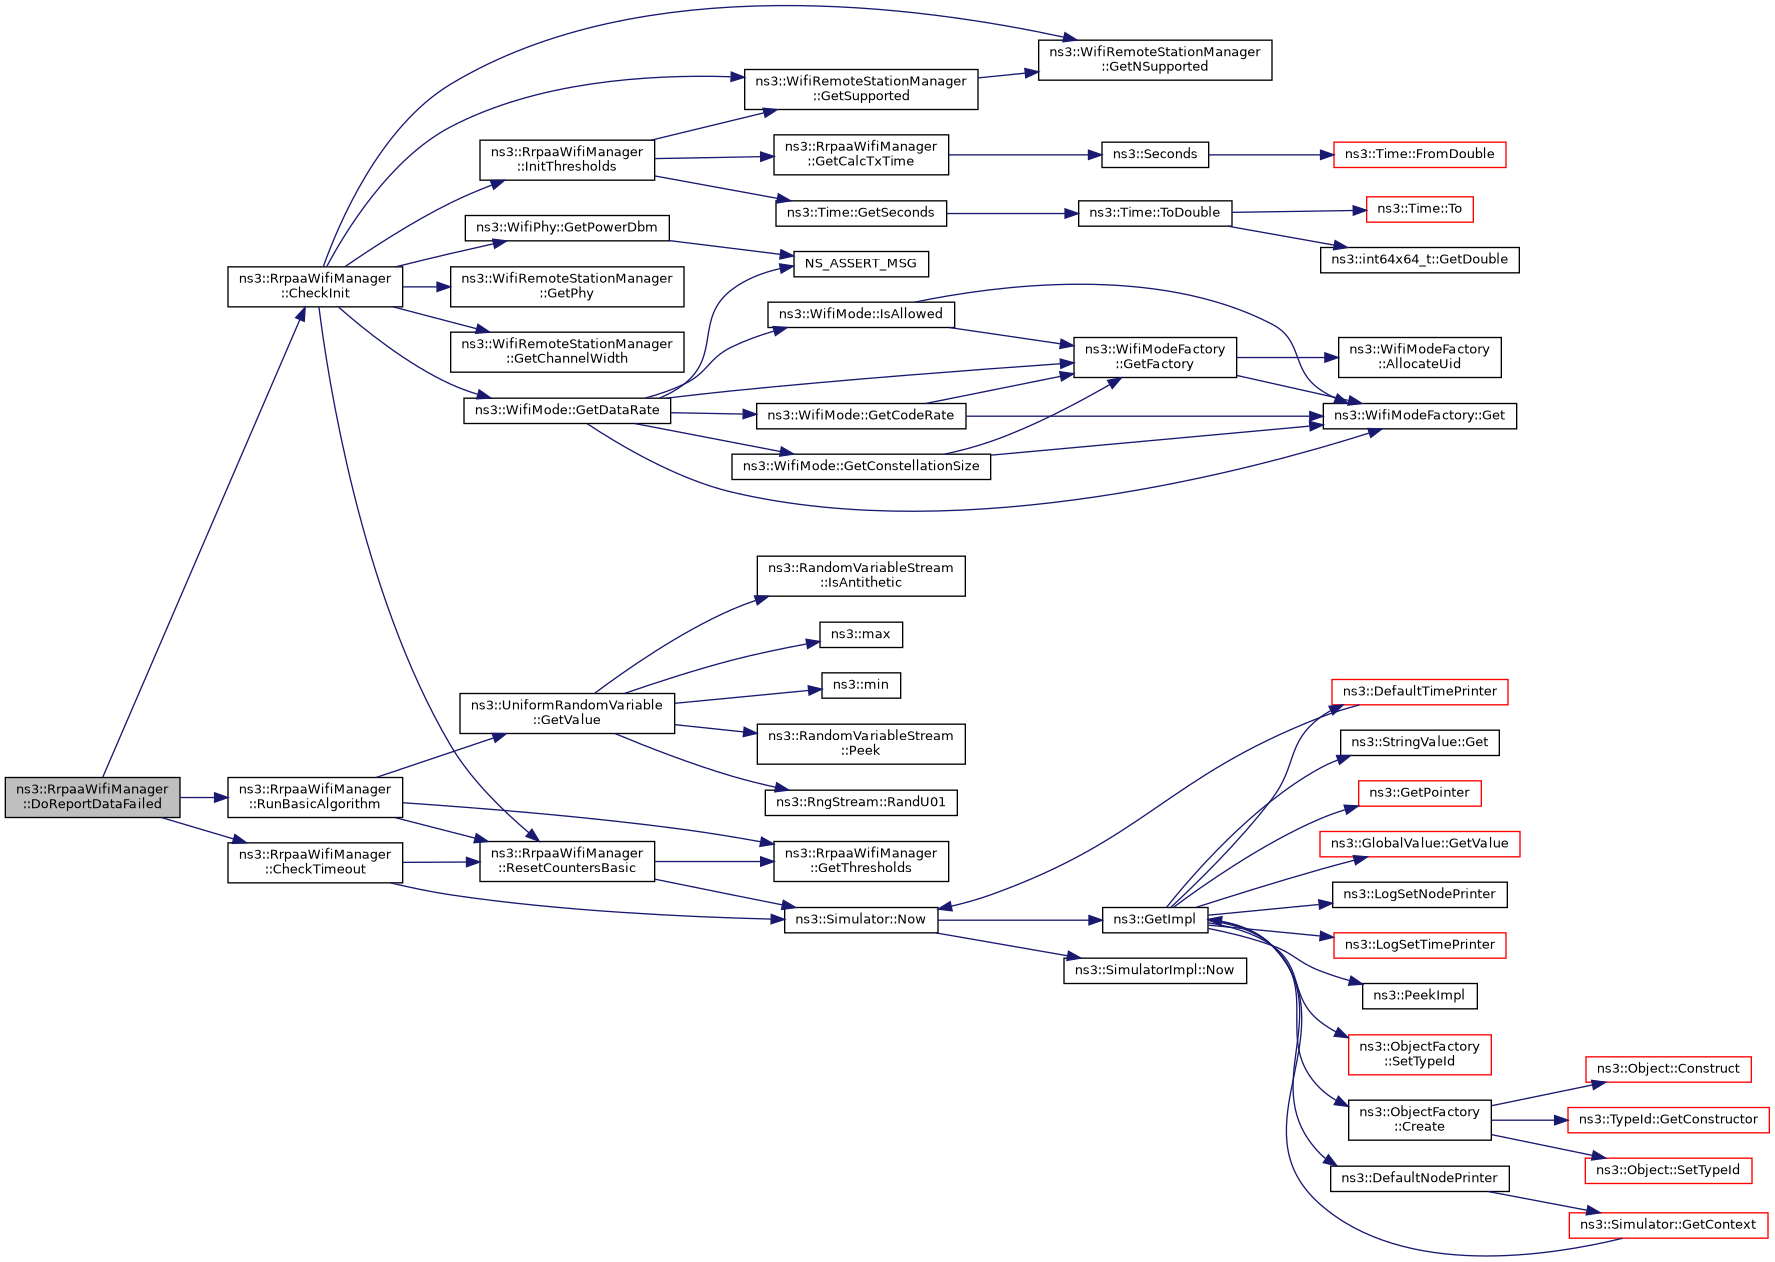 ns3::RrpaaWifiManager
::DoReportDataFailed
ns3::RrpaaWifiManager
::CheckInit
ns3::RrpaaWifiManager
::RunBasicAlgorithm
ns3::RrpaaWifiManager
::CheckTimeout
ns3::RrpaaWifiManager
::InitThresholds
ns3::WifiPhy::GetPowerDbm
ns3::WifiRemoteStationManager
::GetPhy
ns3::WifiRemoteStationManager
::GetChannelWidth
ns3::WifiMode::GetDataRate
ns3::UniformRandomVariable
::GetValue
ns3::RrpaaWifiManager
::ResetCountersBasic
ns3::WifiRemoteStationManager
::GetSupported
ns3::RrpaaWifiManager
::GetCalcTxTime
ns3::Time::GetSeconds
NS_ASSERT_MSG
ns3::WifiMode::IsAllowed
ns3::WifiMode::GetCodeRate
ns3::WifiMode::GetConstellationSize
ns3::RandomVariableStream
::IsAntithetic
ns3::max
ns3::min
ns3::RandomVariableStream
::Peek
ns3::RngStream::RandU01
ns3::RrpaaWifiManager
::GetThresholds
ns3::Simulator::Now
ns3::WifiRemoteStationManager
::GetNSupported
ns3::Seconds
ns3::Time::ToDouble
ns3::WifiModeFactory
::GetFactory
ns3::GetImpl
ns3::SimulatorImpl::Now
ns3::Time::FromDouble
ns3::Time::To
ns3::int64x64_t::GetDouble
ns3::WifiModeFactory
::AllocateUid
ns3::WifiModeFactory::Get
ns3::DefaultTimePrinter
ns3::StringValue::Get
ns3::GetPointer
ns3::GlobalValue::GetValue
ns3::LogSetNodePrinter
ns3::LogSetTimePrinter
ns3::PeekImpl
ns3::ObjectFactory
::SetTypeId
ns3::ObjectFactory
::Create
ns3::DefaultNodePrinter
ns3::Object::Construct
ns3::TypeId::GetConstructor
ns3::Object::SetTypeId
ns3::Simulator::GetContext